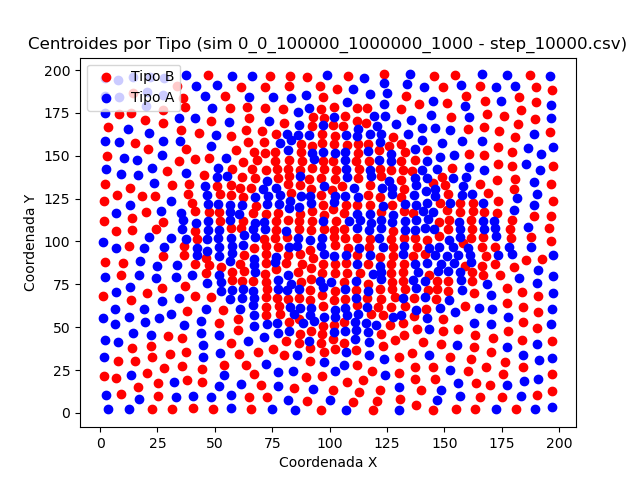 Centroides por Tipo (sim 0_0_100000_1000000_1000 - step_10000.csv)
Tipo B
Tipo A
Coordenada Y
200
175
150
125
100
75
50
25
0
0 25 50 75 100 125 150 175 200
Coordenada X